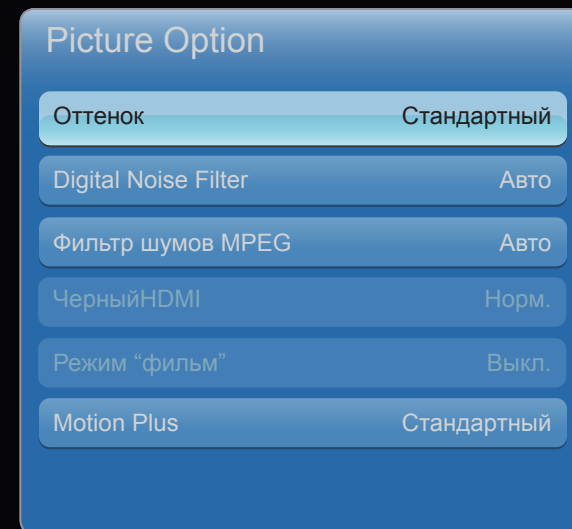 Picture Option
Оттенок Стандартный
Digital Noise Filter Авто
Фильтр шумов MPEG Авто
ЧерныйHDMI Норм.
Режим “фильм” Выкл.
Motion Plus Стандартный